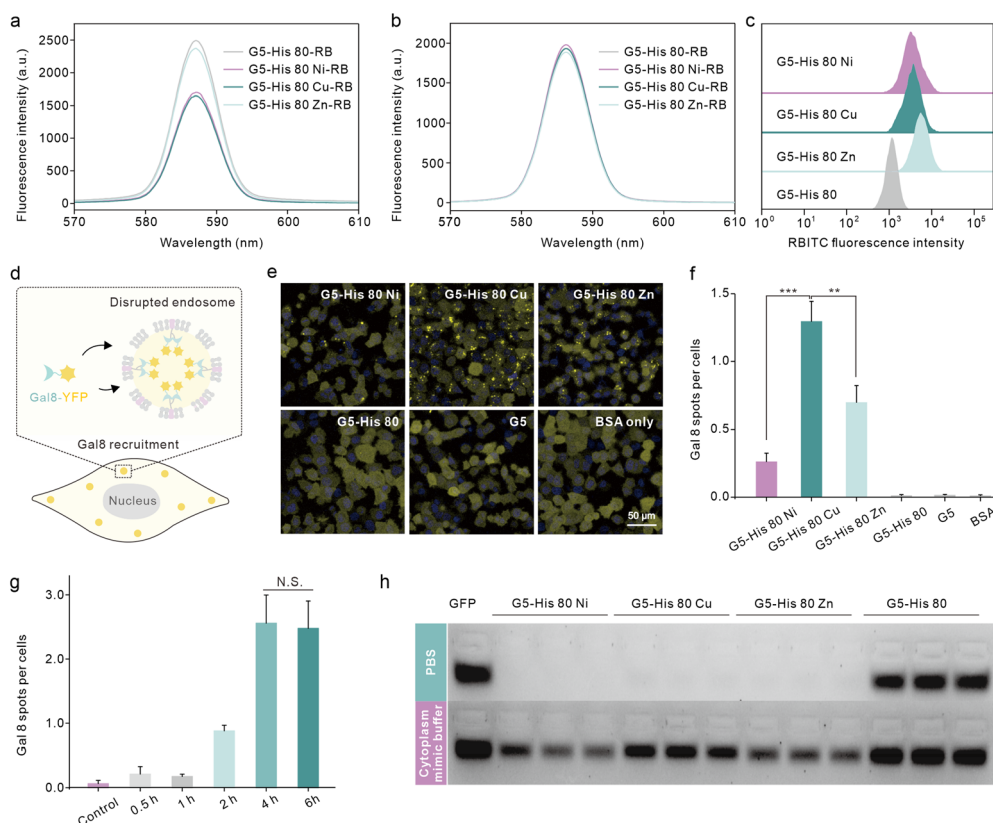 a
2500
2000
1500
1000
500
0
570
580
590
600
610
Fluorescence intensity (a.u.)
Wavelength (nm)
G5-His 80-RB
G5-His 80 Ni-RB
G5-His 80 Cu-RB
G5-His 80 Zn-RB
b
2000
1500
1000
500
0
570
580
590
600
610
Fluorescence intensity (a.u.)
Wavelength (nm)
G5-His 80-RB
G5-His 80 Ni-RB
G5-His 80 Cu-RB
G5-His 80 Zn-RB
c
G5-His 80 Ni
G5-His 80 Cu
G5-His 80 Zn
G5-His 80
10^0
10^1
10^2
10^3
10^4
10^5
RBITC fluorescence intensity
d
Disrupted endosome
Gal8-YFP
Gal8 recruitment
Nucleus
e
G5-His 80 Ni
G5-His 80 Cu
G5-His 80 Zn
G5-His 80
G5
BSA only
50 μm
f
1.5
1.0
0.5
0.0
Gal 8 spots per cells
***
**
G5-His 80 Ni
G5-His 80 Cu
G5-His 80 Zn
G5-His 80
G5
BSA
g
3.0
2.0
1.0
0.0
Gal 8 spots per cells
N.S.
Control
0.5 h
1 h
2 h
4 h
6h
h
GFP
G5-His 80 Ni
G5-His 80 Cu
G5-His 80 Zn
G5-His 80
PBS
Cytoplasm
mimic buffer